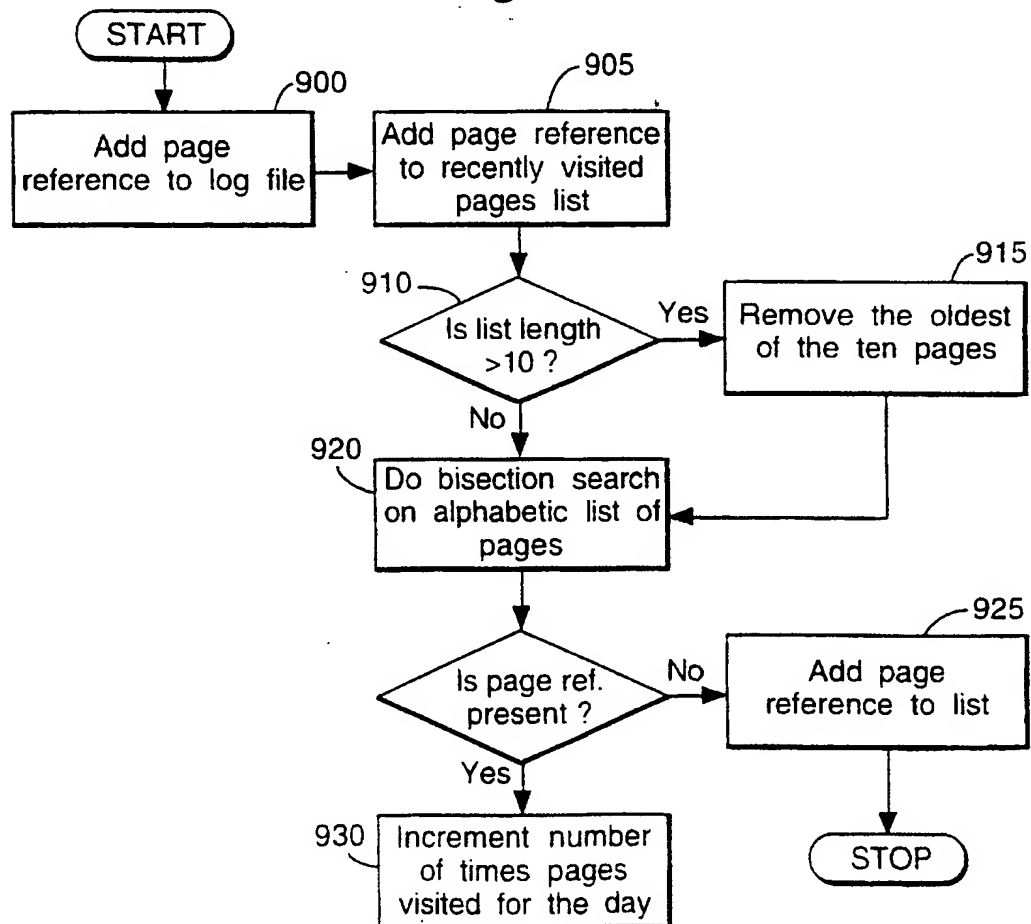 START
900
905
Add page
reference to log file
Add page reference
to recently visited
pages list
910
915
Is list length
>10 ?
Yes
Remove the oldest
of the ten pages
No
920
Do bisection search
on alphabetic list of
pages
925
Is page ref.
present ?
No
Add page
reference to list
Yes
930
Increment number
of times pages
visited for the day
STOP